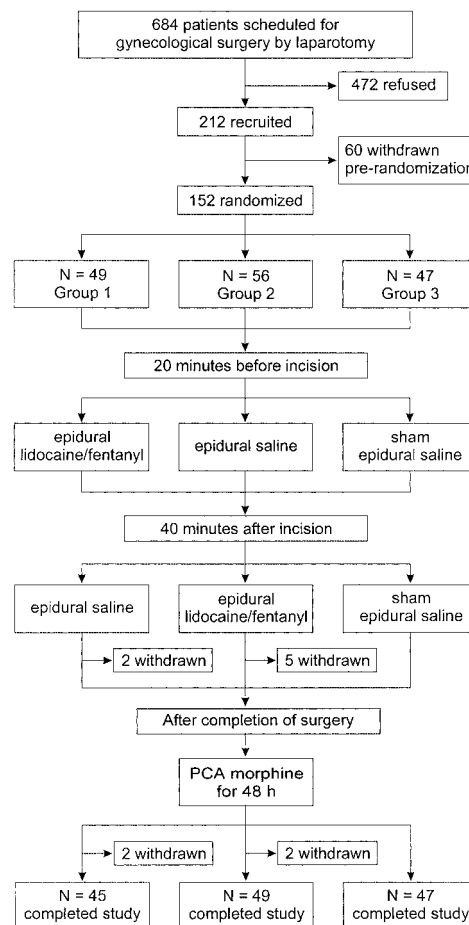 684 patients scheduled for
gynecological surgery by laparotomy
472 refused
212 recruited
60 withdrawn
pre-randomization
152 randomized
N = 49
Group 1
N = 56
Group 2
N = 47
Group 3
20 minutes before incision
epidural
lidocaine/fentanyl
epidural saline
sham
epidural saline
40 minutes after incision
epidural saline
epidural
lidocaine/fentanyl
sham
epidural saline
2 withdrawn
5 withdrawn
After completion of surgery
PCA morphine
for 48 h
2 withdrawn
2 withdrawn
N = 45
completed study
N = 49
completed study
N = 47
completed study